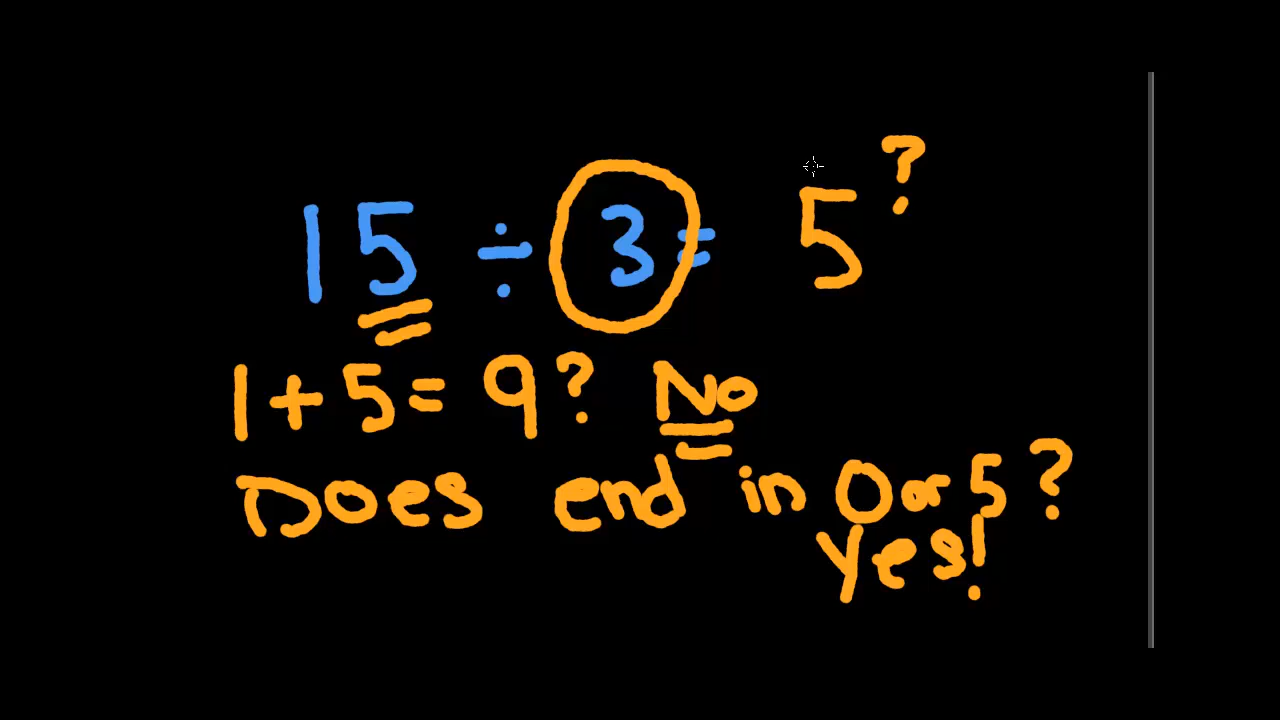 15 ÷ 3 = 5?
1 + 5 = 9? No
Does end in 0 or 5?
Yes!